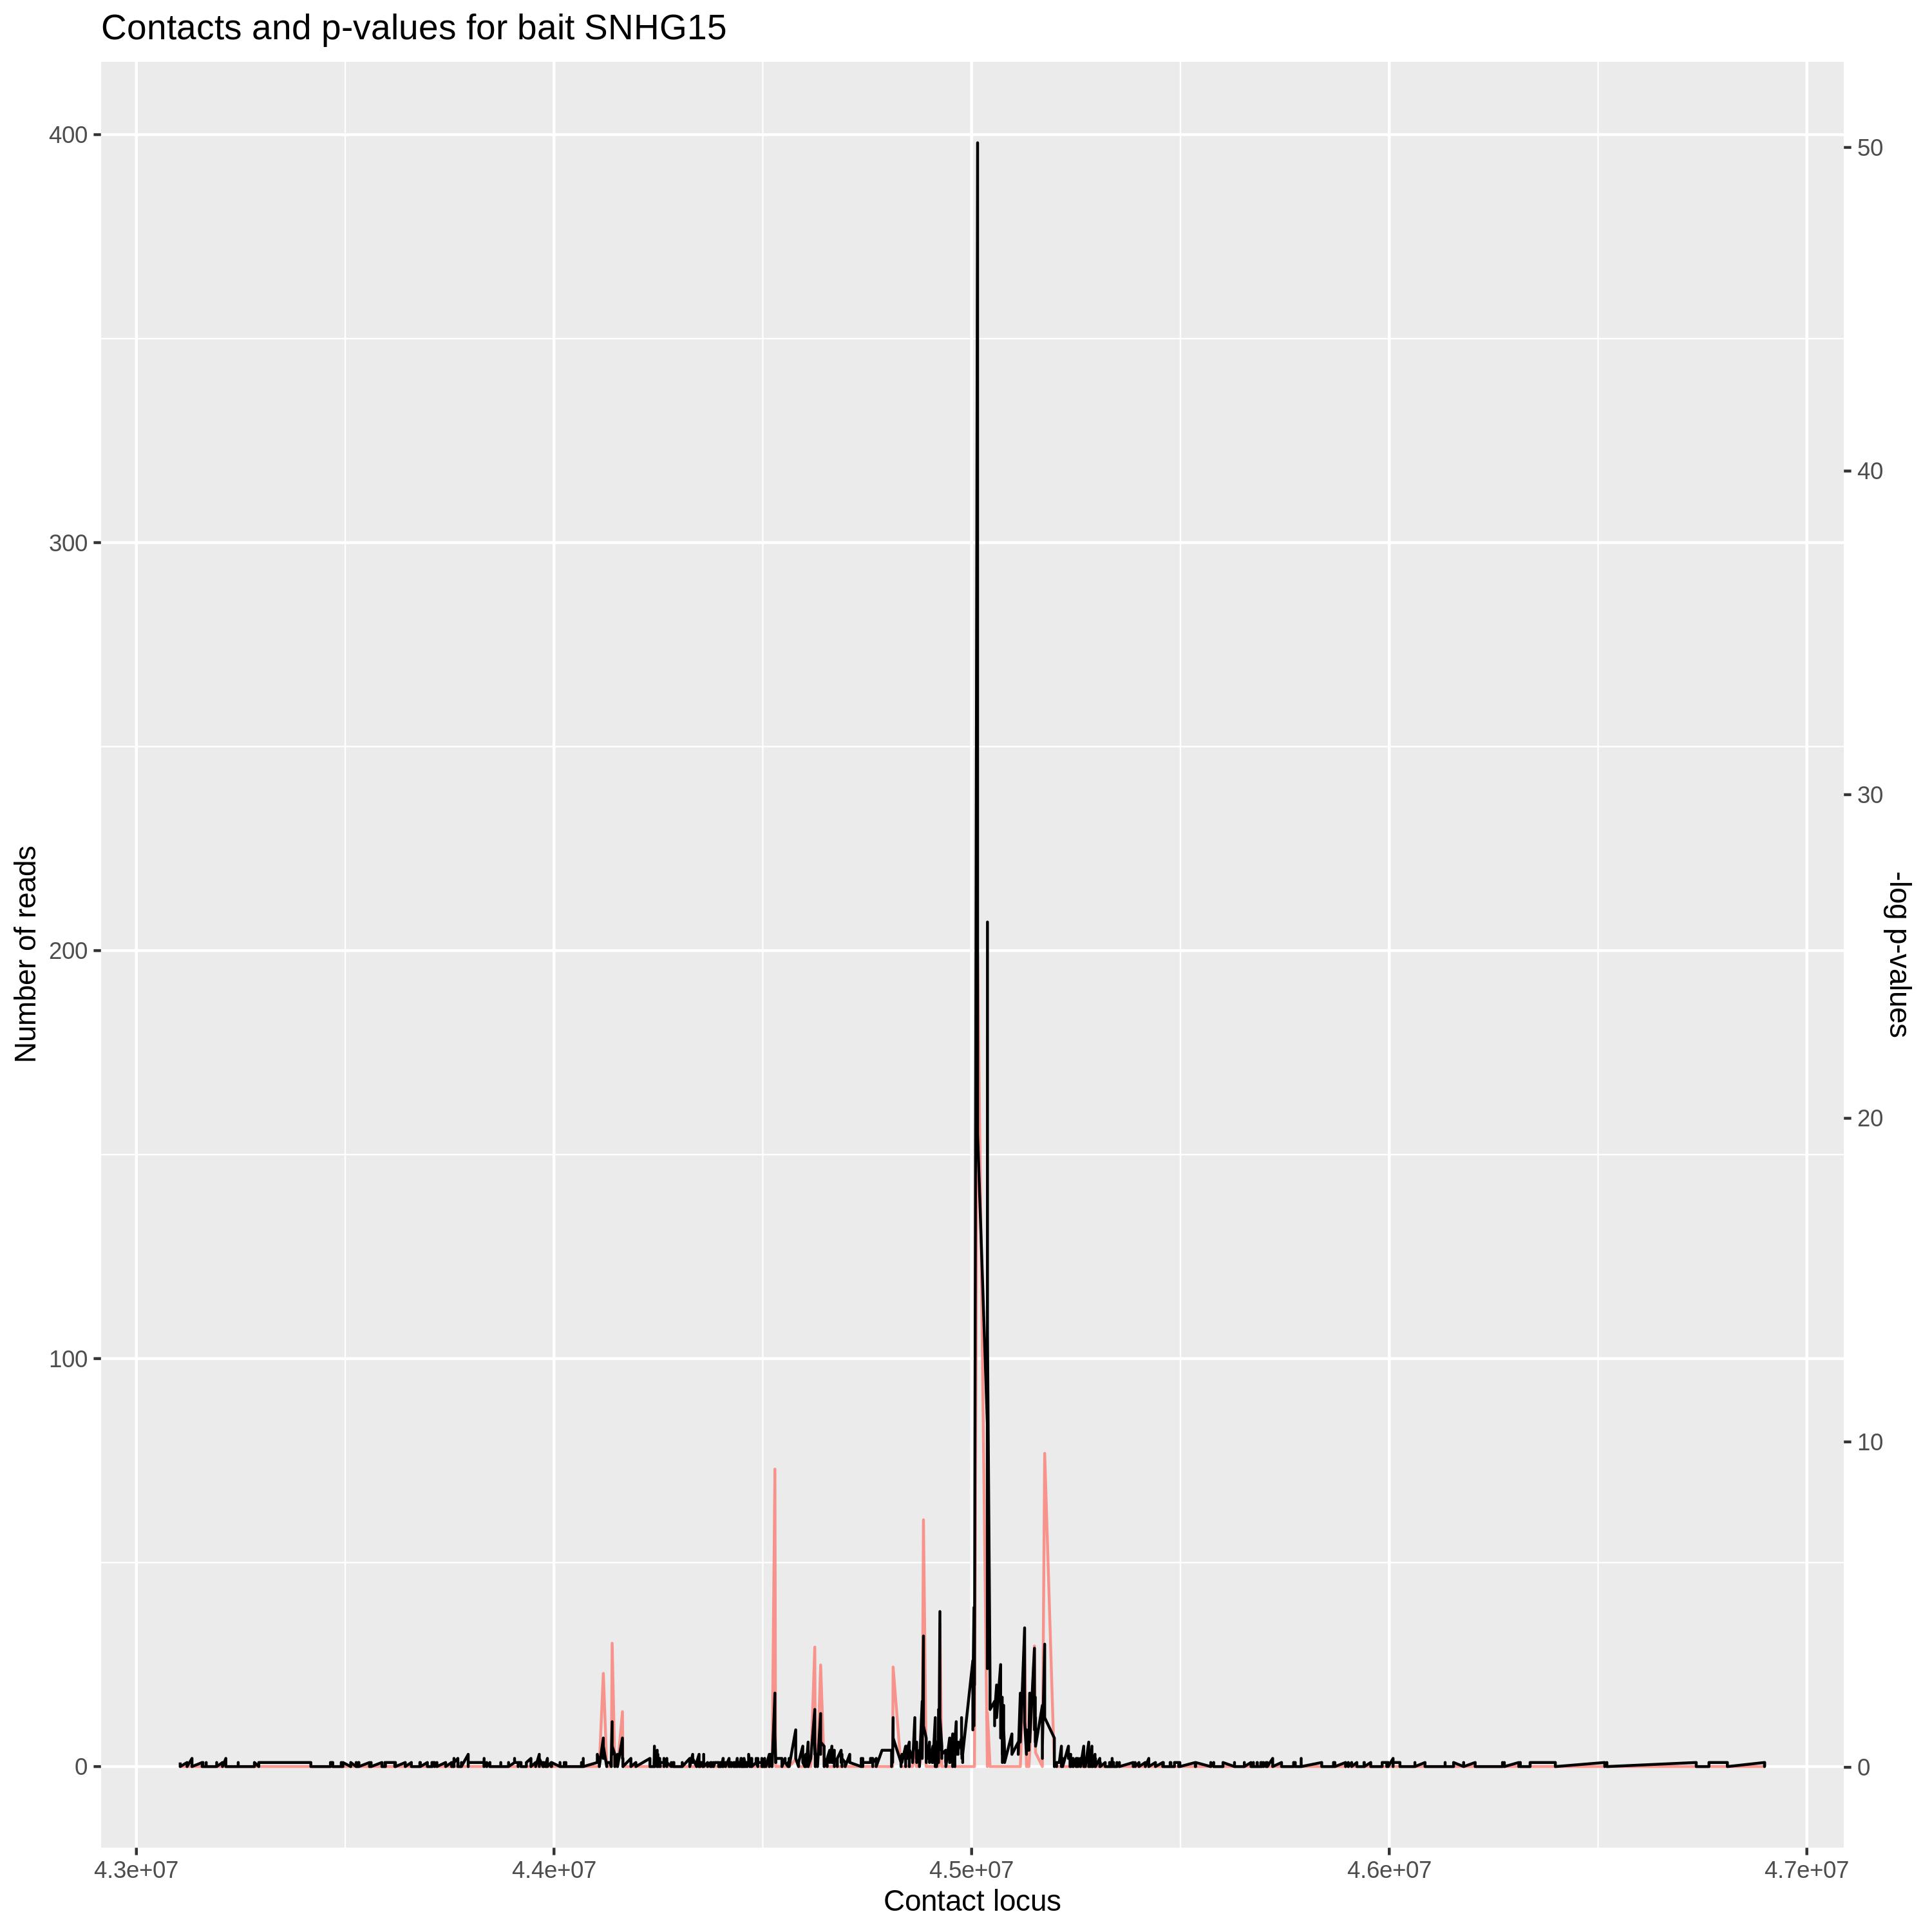 Contacts and p-values for bait SNHG15
400
300
200
100
0
Number of reads
50
40
30
20
10
0
-log p-values
4.3e+07
4.4e+07
4.5e+07
4.6e+07
4.7e+07
Contact locus